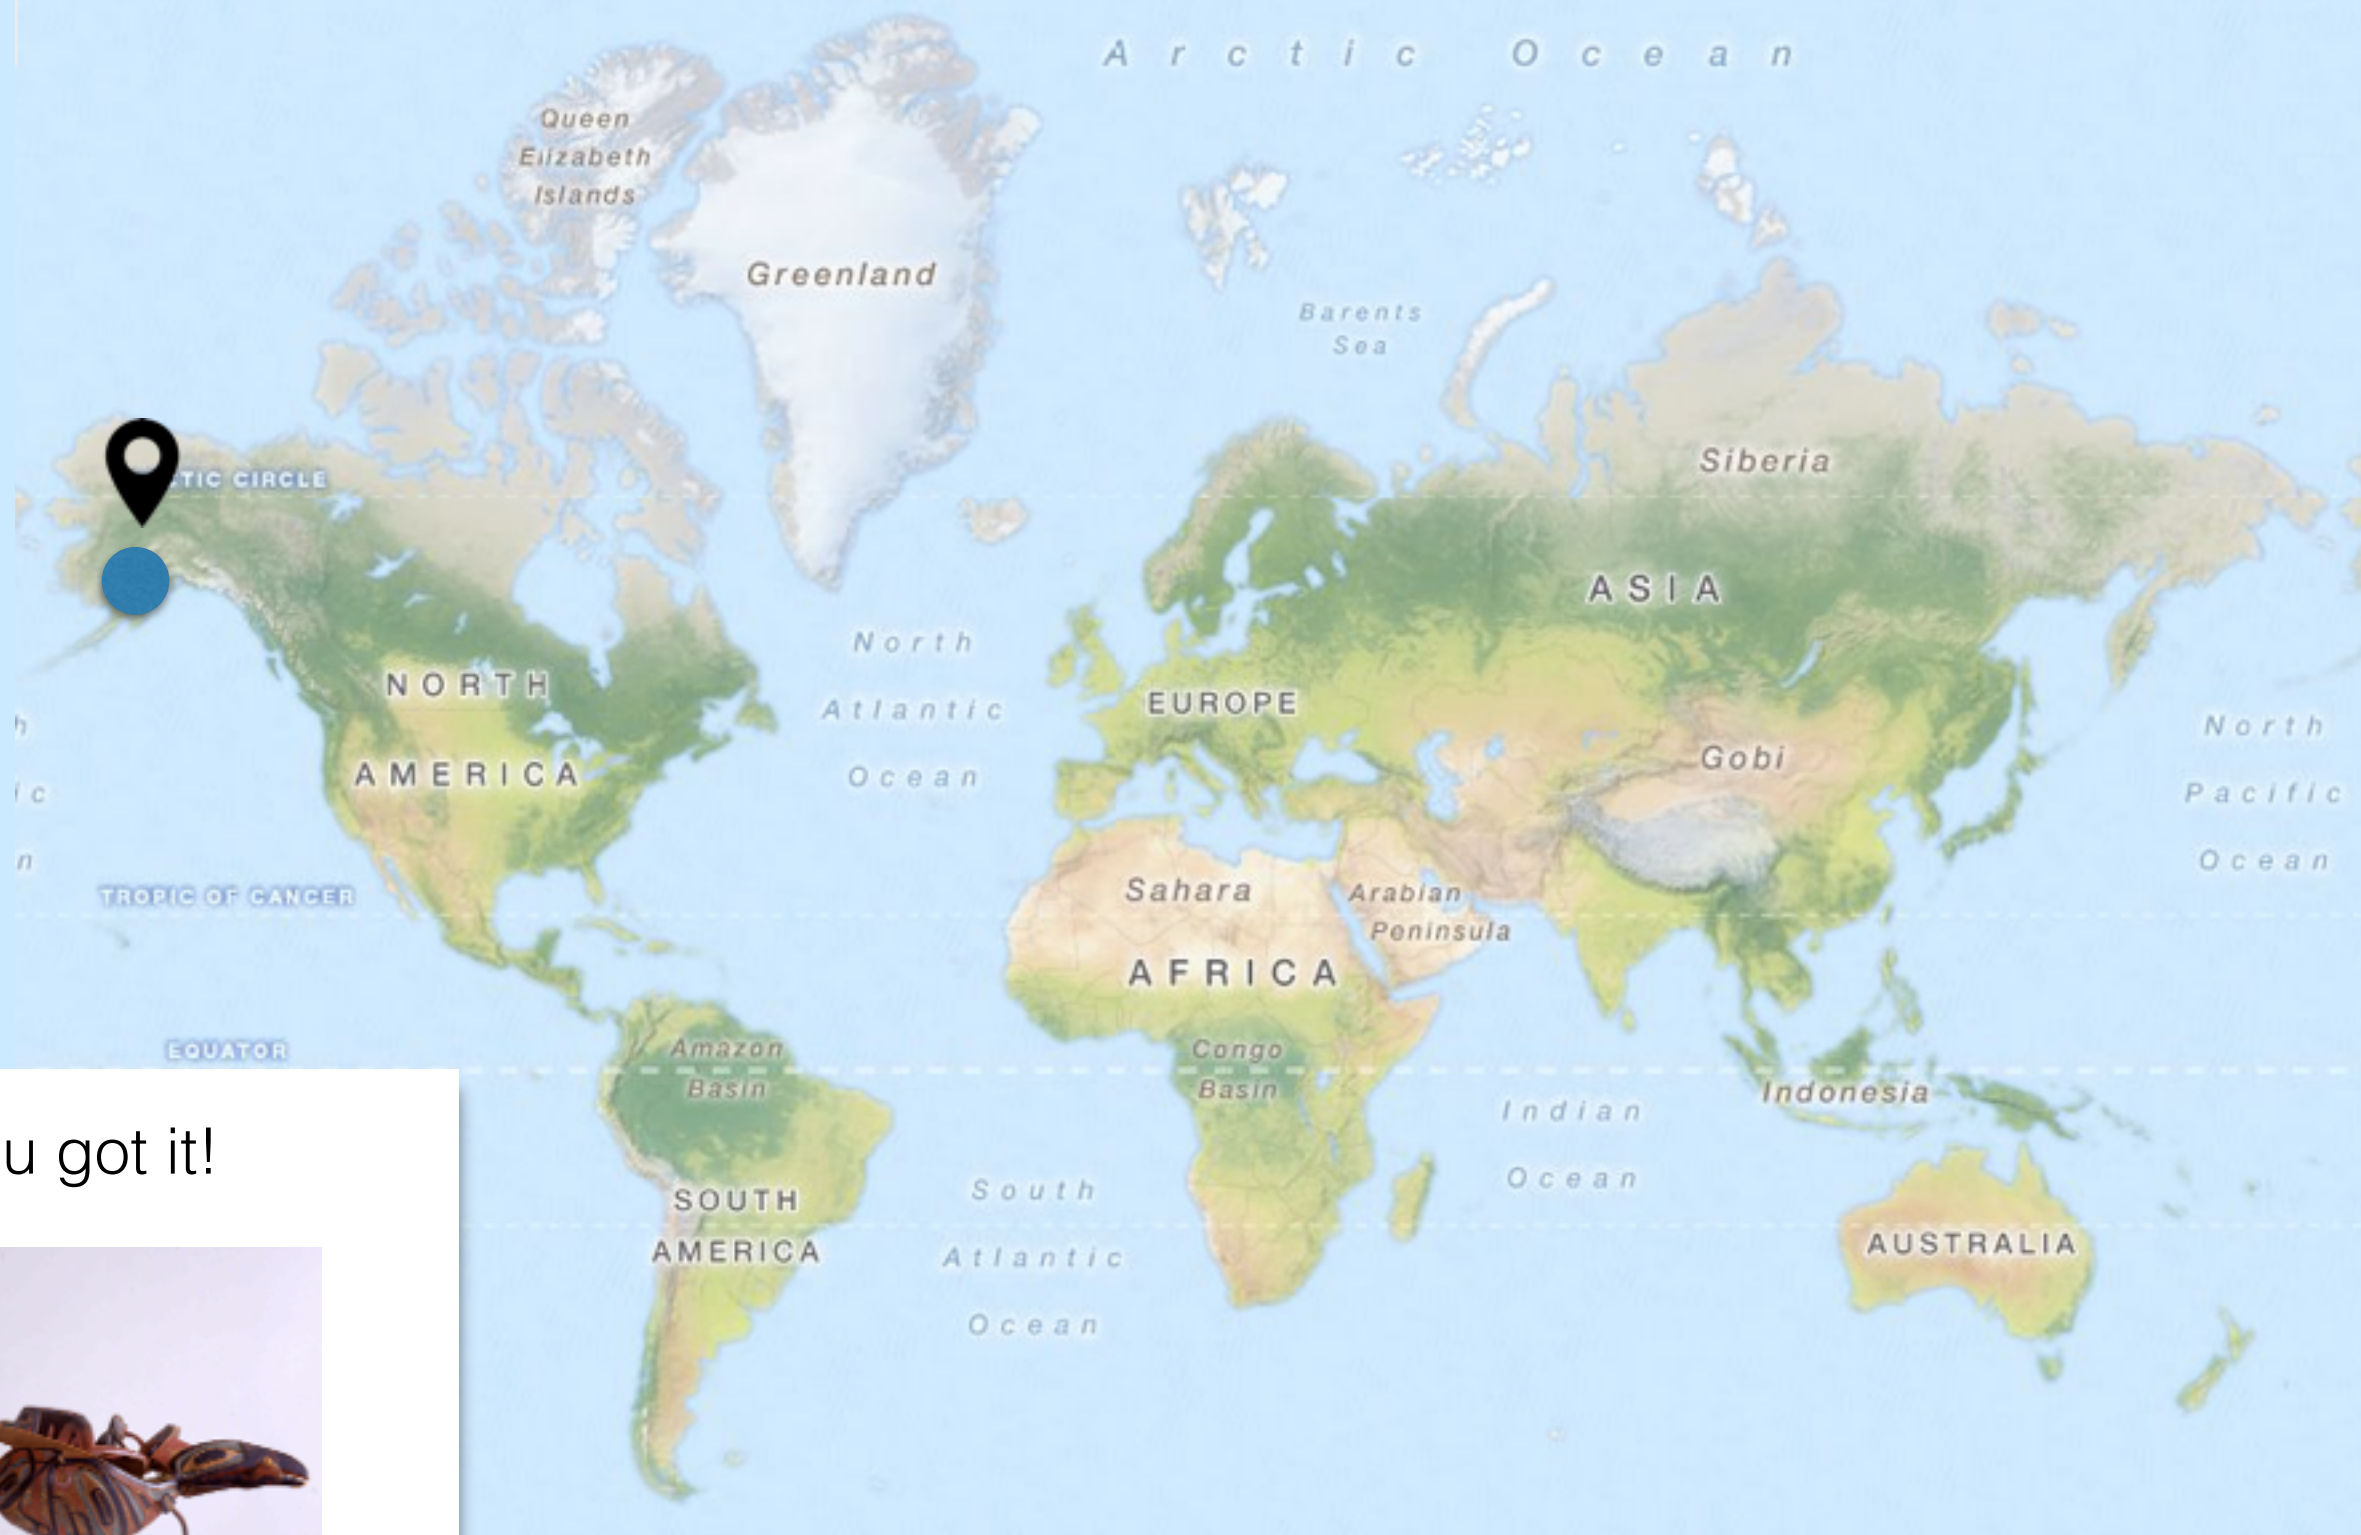 Arctic Ocean
Queen
Elizabeth
Islands
Greenland
Barents
Sea
Siberia
TIC CIRCLE
ASIA
North
Atlantic
Ocean
NORTH
AMERICA
EUROPE
Gobi
h
ic
n
North
Pacific
Ocean
TROPIC OF CANCER
Sahara
Arabian
Peninsula
AFRICA
EQUATOR
Amazon
Basin
Congo
Basin
Indonesia
Indian
Ocean
SOUTH
AMERICA
South
Atlantic
Ocean
AUSTRALIA
u got it!